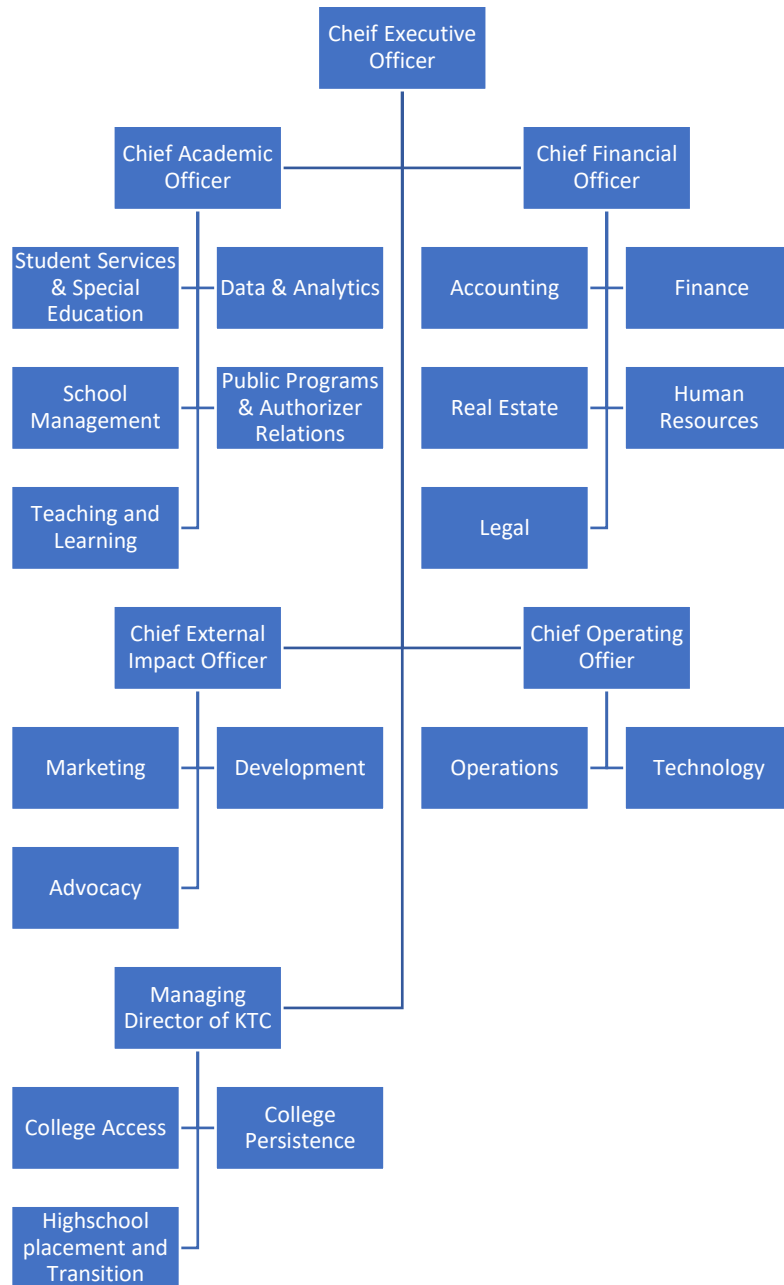 Cheif Executive
Officer
Chief Academic
Officer
Chief Financial
Officer
Student Services
& Special
Education
Data & Analytics
Accounting
Finance
School
Management
Public Programs
& Authorizer
Relations
Real Estate
Human
Resources
Teaching and
Learning
Legal
Chief External
Impact Officer
Chief Operating
Offier
Marketing
Development
Operations
Technology
Advocacy
Managing
Director of KTC
College Access
College
Persistence
Highschool
placement and
Transition